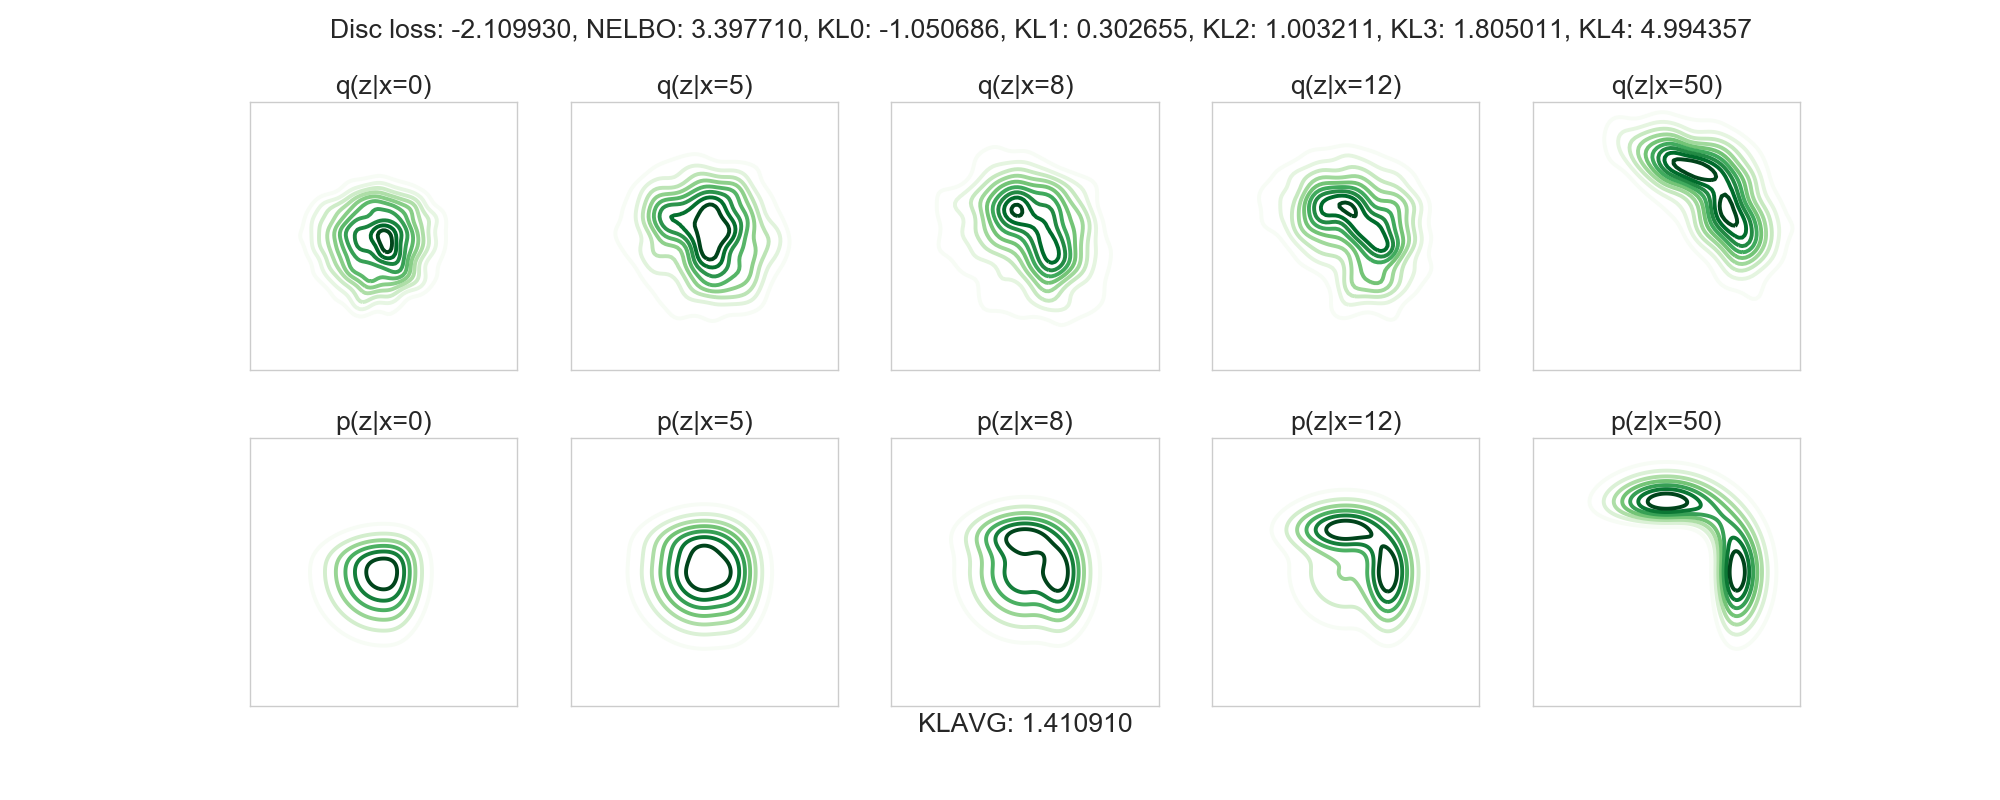 Disc loss: -2.109930, NELBO: 3.397710, KL0: -1.050686, KL1: 0.302655, KL2: 1.003211, KL3: 1.805011, KL4: 4.994357
q(z|x=0) q(z|x=5) q(z|x=8) q(z|x=12) q(z|x=50)
p(z|x=0) p(z|x=5) p(z|x=8) p(z|x=12) p(z|x=50)
KLAVG: 1.410910